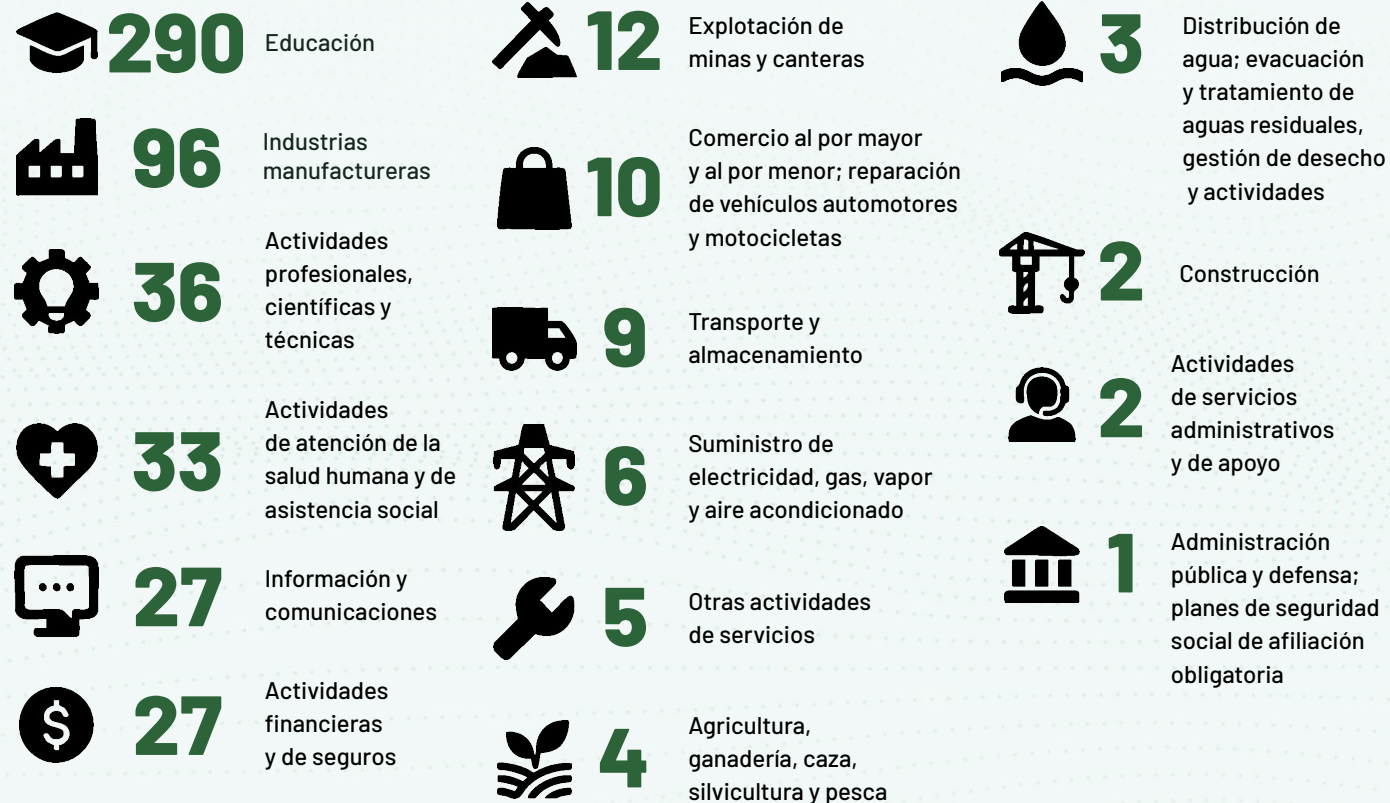 290
Educación
96
Industrias
manufactureras
36
Actividades
profesionales,
científicas y
técnicas
33
Actividades
de atención de la
salud humana y de
asistencia social
27
Información y
comunicaciones
$
27
Actividades
financieras
y de seguros
12
Explotación de
minas y canteras
10
Comercio al por mayor
y al por menor; reparación
de vehículos automotores
y motocicletas
9
Transporte y
almacenamiento
6
Suministro de
electricidad, gas, vapor
y aire acondicionado
5
Otras actividades
de servicios
4
Agricultura,
ganadería, caza,
silvicultura y pesca
3
Distribución de
agua; evacuación
y tratamiento de
aguas residuales,
gestión de desecho
y actividades
2
Construcción
2
Actividades
de servicios
administrativos
y de apoyo
1
Administración
pública y defensa;
planes de seguridad
social de afiliación
obligatoria